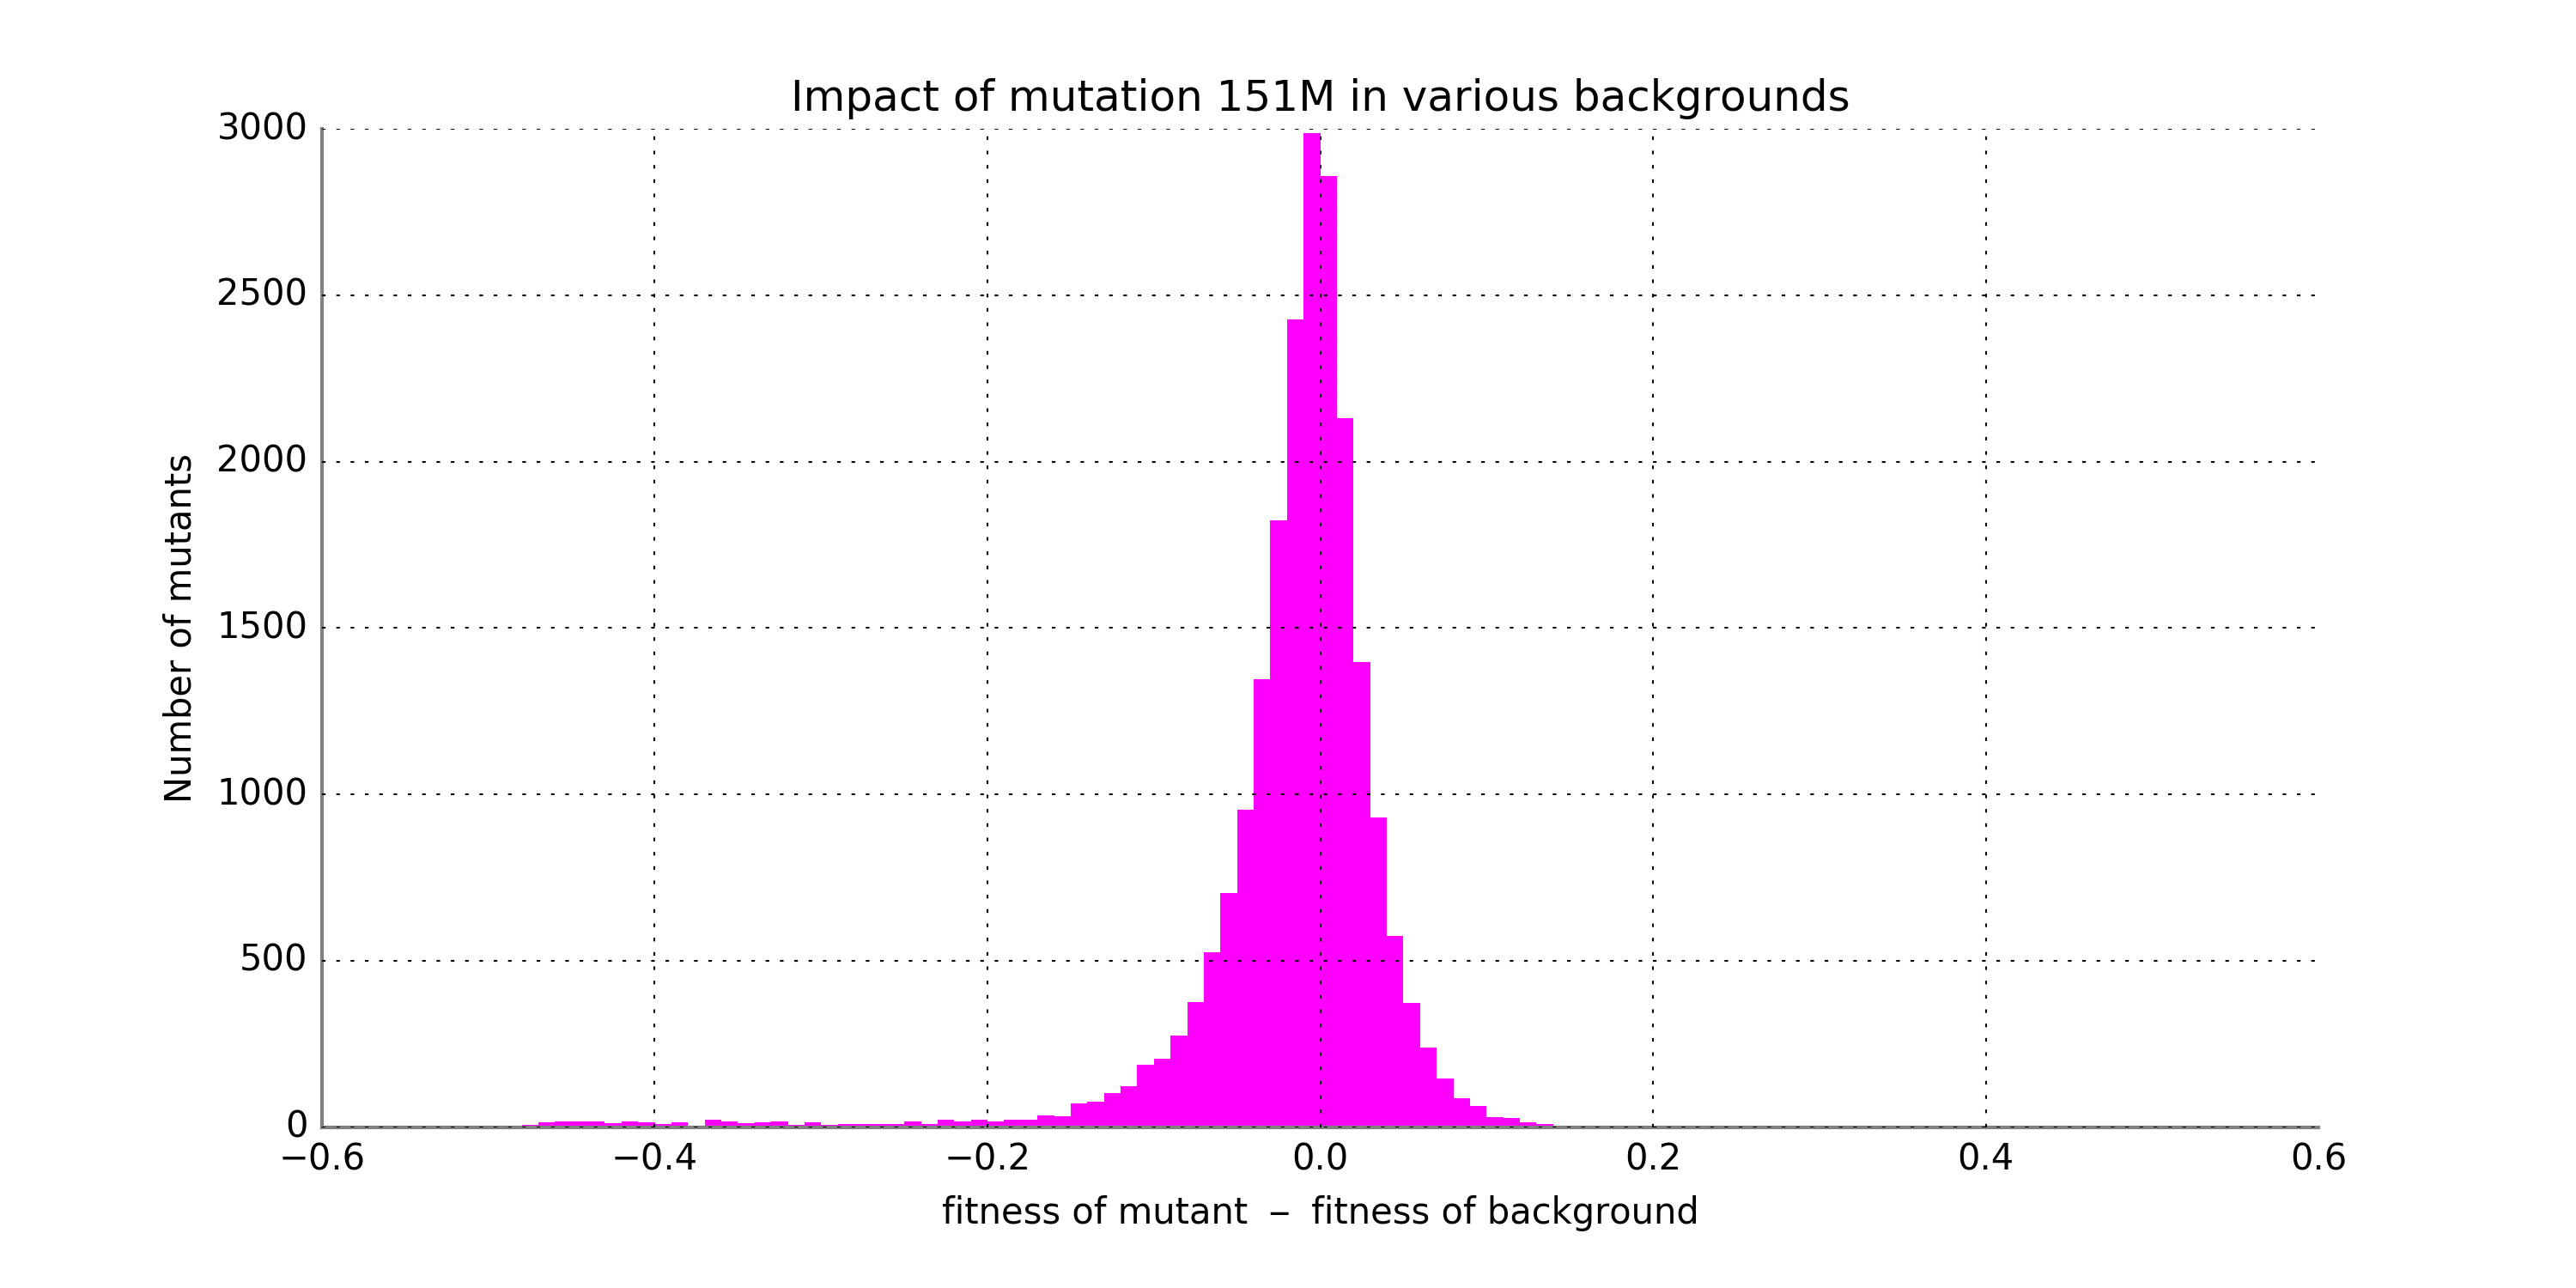 Impact of mutation 151M in various backgrounds
3000
2500
2000
1500
1000
500
0
Number of mutants
−0.6 −0.4 −0.2 0.0 0.2 0.4 0.6
fitness of mutant − fitness of background